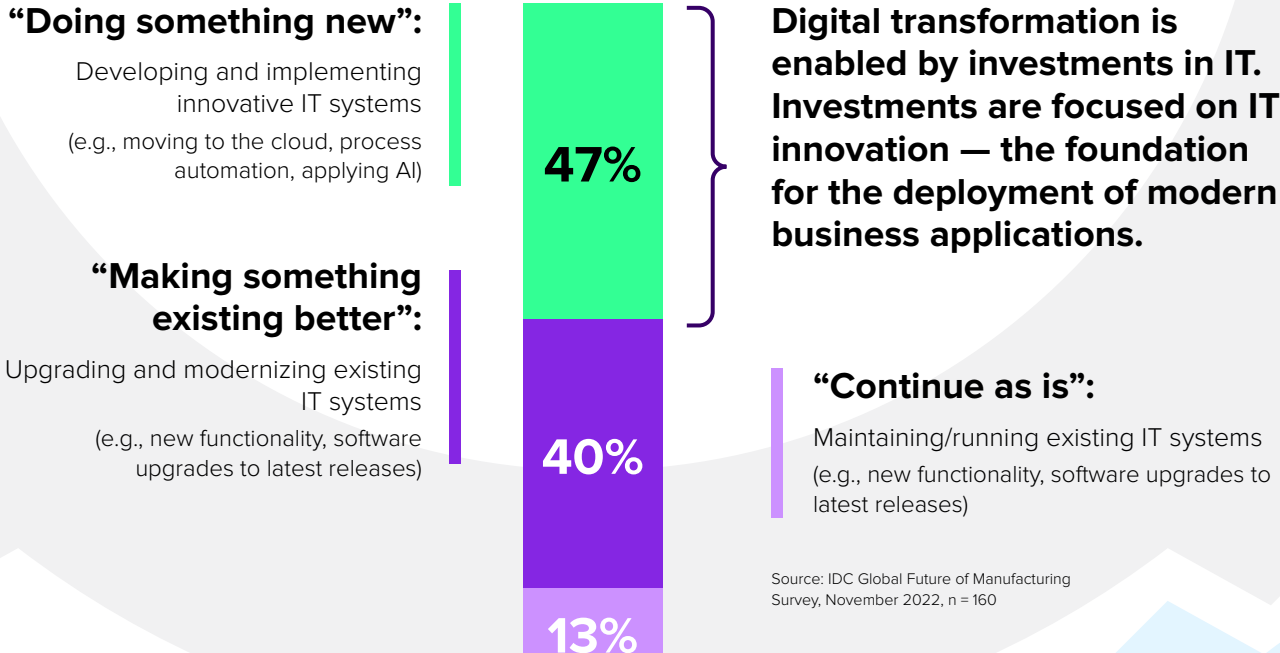 “Doing something new”:
Developing and implementing
innovative IT systems
(e.g., moving to the cloud, process
automation, applying AI)
“Making something
existing better”:
Upgrading and modernizing existing
IT systems
(e.g., new functionality, software
upgrades to latest releases)
47%
40%
13%
Digital transformation is
enabled by investments in IT.
Investments are focused on IT
innovation — the foundation
for the deployment of modern
business applications.
“Continue as is”:
Maintaining/running existing IT systems
(e.g., new functionality, software upgrades to
latest releases)
Source: IDC Global Future of Manufacturing
Survey, November 2022, n = 160